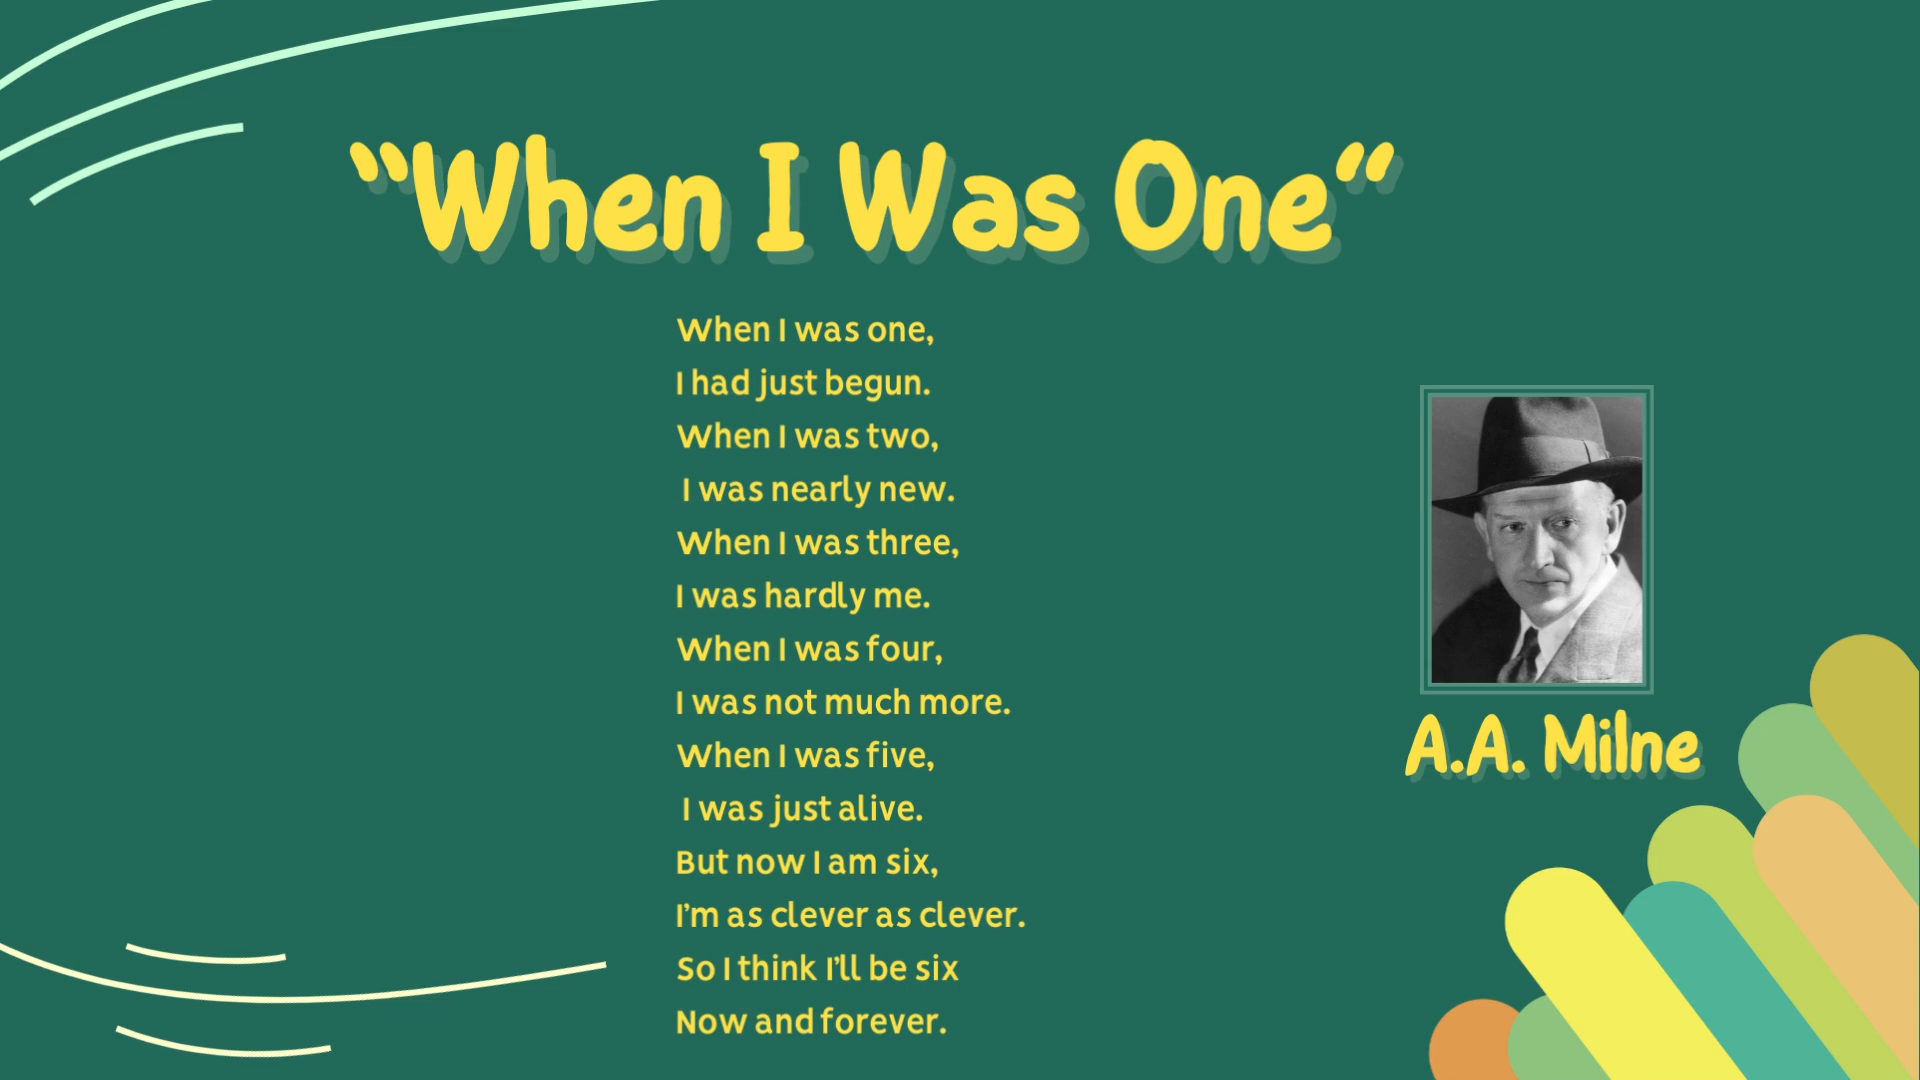 "When I Was One"
When I was one,
I had just begun.
When I was two,
I was nearly new.
When I was three,
I was hardly me.
When I was four,
I was not much more.
When I was five,
I was just alive.
But now I am six,
I'm as clever as clever.
So I think I'll be six
Now and forever.
A.A. Milne